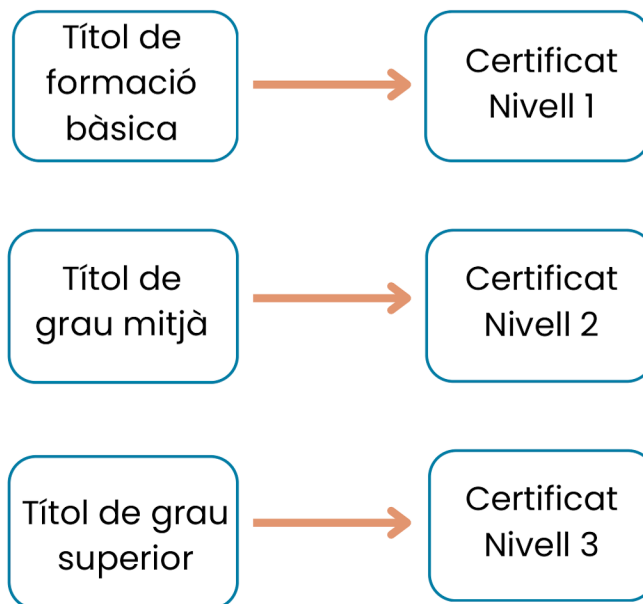 Títol de
formació
bàsica
Certificat
Nivell 1
Títol de
grau mitjà
Certificat
Nivell 2
Títol de grau
superior
Certificat
Nivell 3